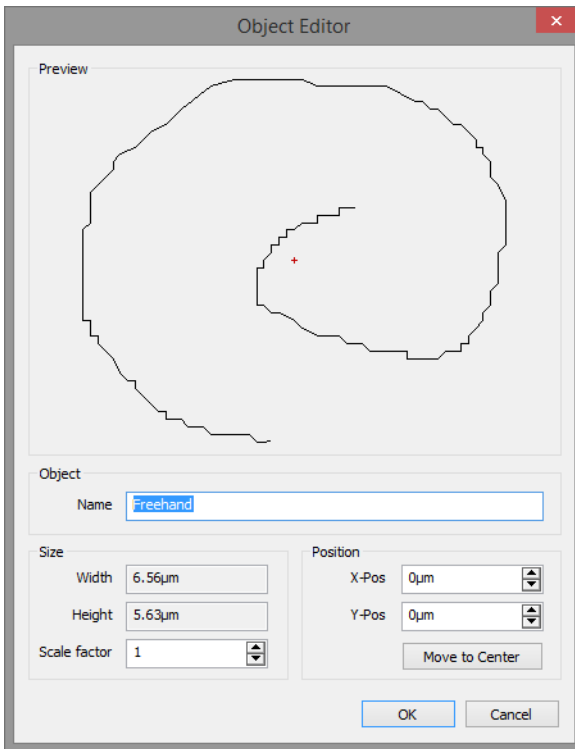 Object Editor
Preview
Object
Name Freehand
Size
Width 6.56µm
Height 5.63µm
Scale factor 1
Position
X-Pos 0µm
Y-Pos 0µm
Move to Center
OK Cancel